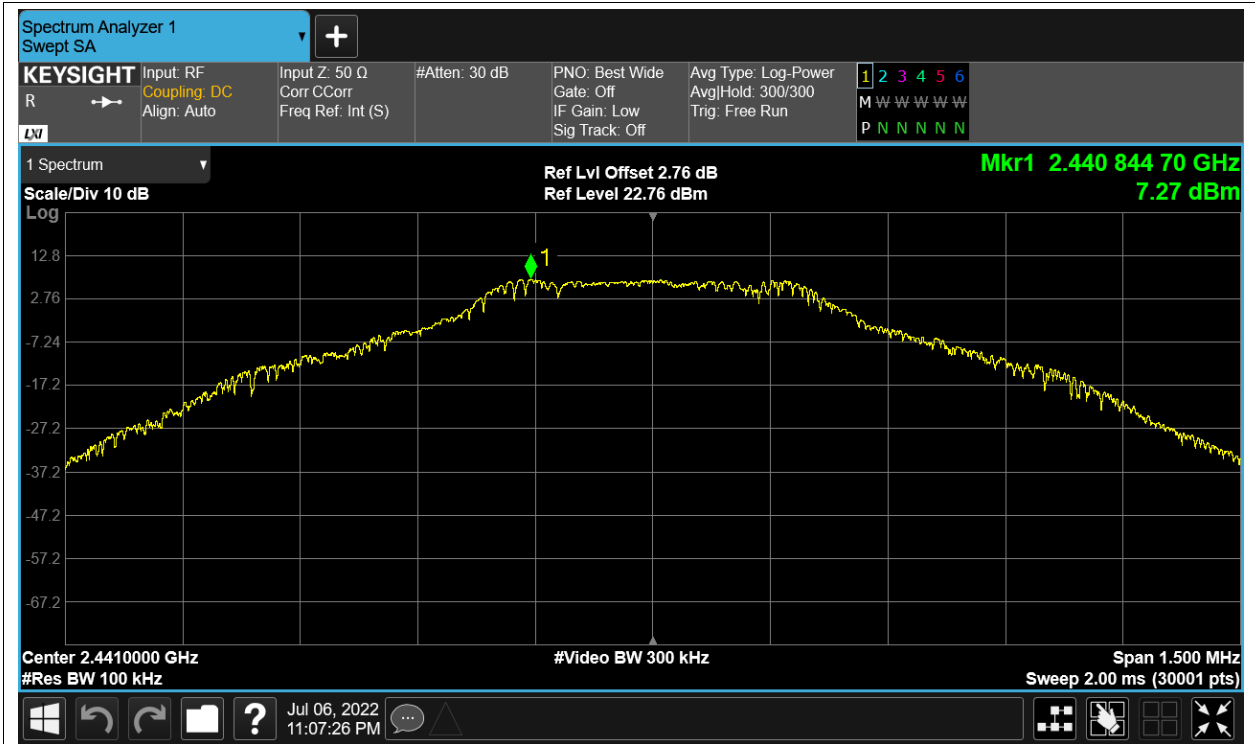 Spectrum Analyzer 1
Swept SA
+
KEYSIGHT
R
LXI
Input: RF
Coupling: DC
Align: Auto
Input Z: 50 Ω
Corr CCorr
Freq Ref: Int (S)
#Atten: 30 dB
PNO: Best Wide
Gate: Off
IF Gain: Low
Sig Track: Off
Avg Type: Log-Power
Avg|Hold: 300/300
Trig: Free Run
1 2 3 4 5 6
M W W W W W
P N N N N N
1 Spectrum
Scale/Div 10 dB
Log
Ref Lvl Offset 2.76 dB
Ref Level 22.76 dBm
Mkr1 2.440 844 70 GHz
7.27 dBm
1
12.8
2.76
-7.24
-17.2
-27.2
-37.2
-47.2
-57.2
-67.2
Center 2.4410000 GHz
#Res BW 100 kHz
#Video BW 300 kHz
Span 1.500 MHz
Sweep 2.00 ms (30001 pts)
?
Jul 06, 2022
11:07:26 PM